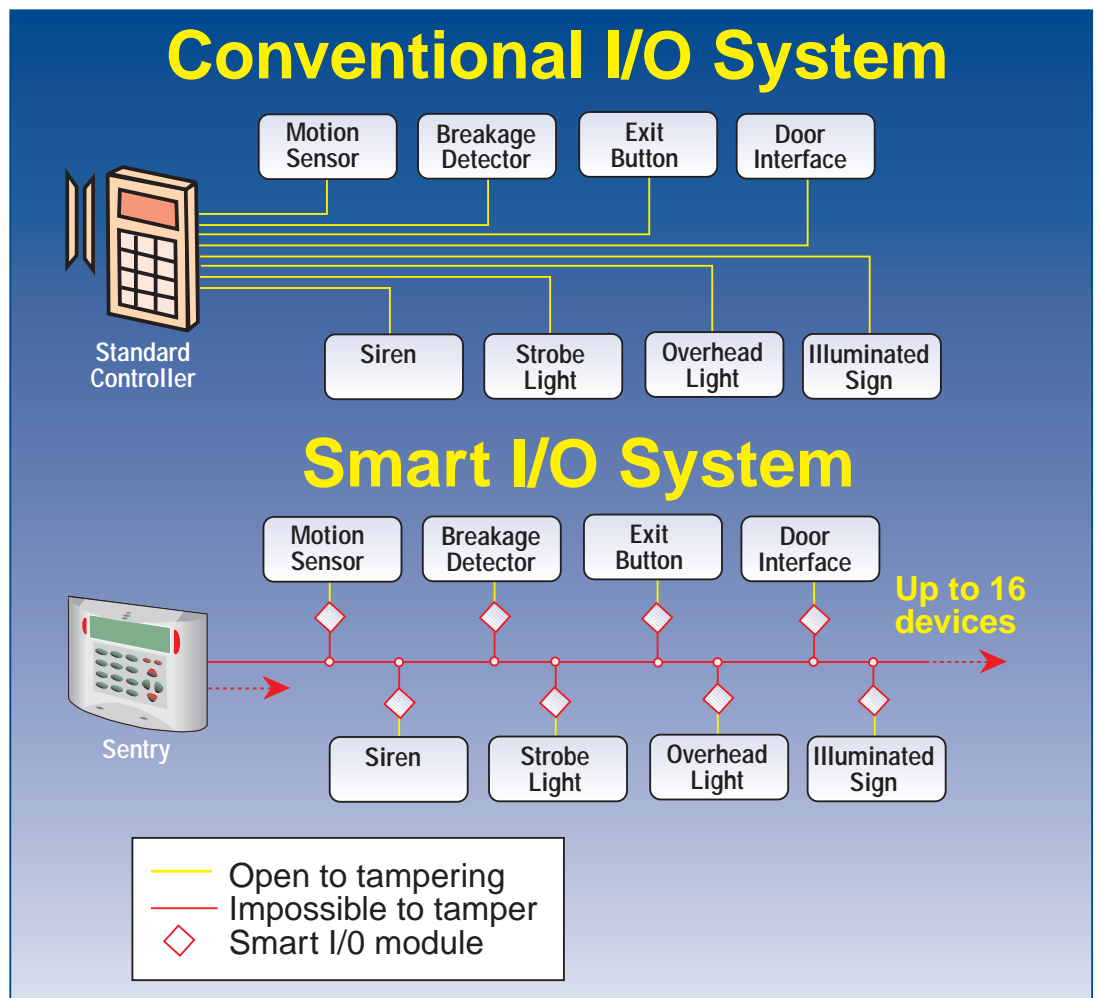 Conventional I/O System
Motion
Sensor
Breakage
Detector
Exit
Button
Door
Interface
Standard
Controller
Siren
Strobe
Light
Overhead
Light
Illuminated
Sign
Smart I/O System
Motion
Sensor
Breakage
Detector
Exit
Button
Door
Interface
Up to 16
devices
Sentry
Siren
Strobe
Light
Overhead
Light
Illuminated
Sign
Open to tampering
Impossible to tamper
Smart I/0 module